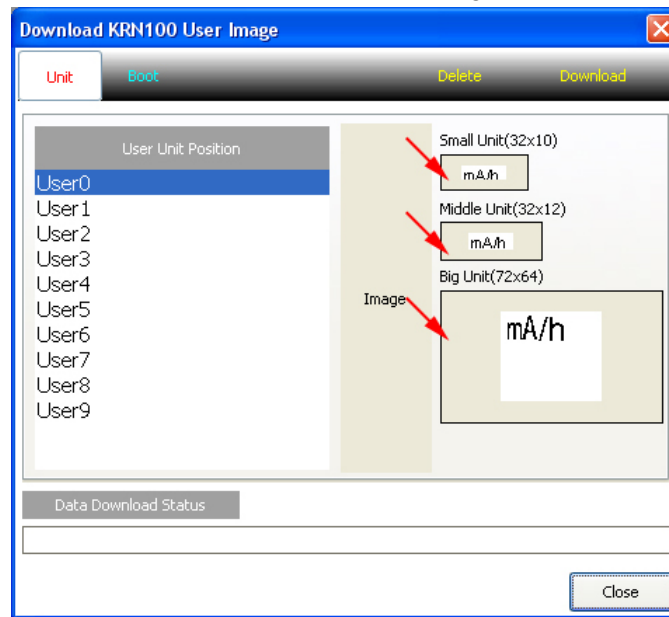 Download KRN100 User Image
Unit Boot Delete Download
User Unit Position
User0
User1
User2
User3
User4
User5
User6
User7
User8
User9
Image
Small Unit(32x10)
mA/h
Middle Unit(32x12)
mA/h
Big Unit(72x64)
mA/h
Data Download Status
Close